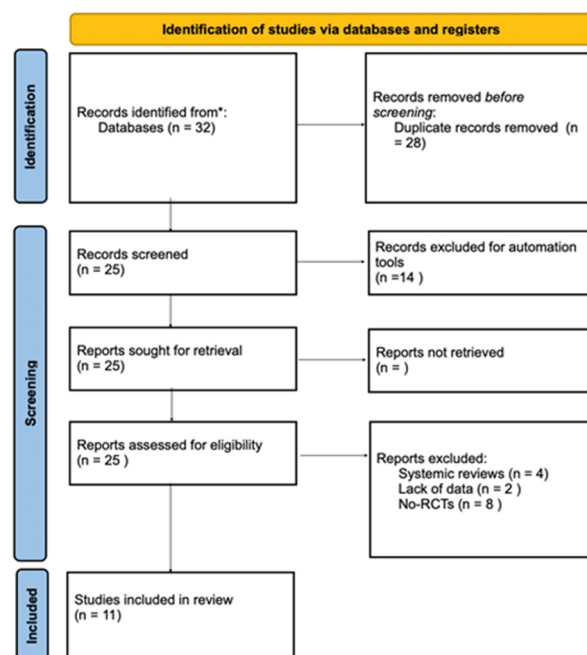 Identification of studies via databases and registers
Identification
Records identified from*:
Databases (n = 32)
Records removed before
screening:
Duplicate records removed (n
= 28)
Screening
Records screened
(n = 25)
Records excluded for automation
tools
(n =14 )
Reports sought for retrieval
(n = 25)
Reports not retrieved
(n = )
Reports assessed for eligibility
(n = 25 )
Reports excluded:
Systemic reviews (n = 4)
Lack of data (n = 2 )
No-RCTs (n = 8 )
Included
Studies included in review
(n = 11)